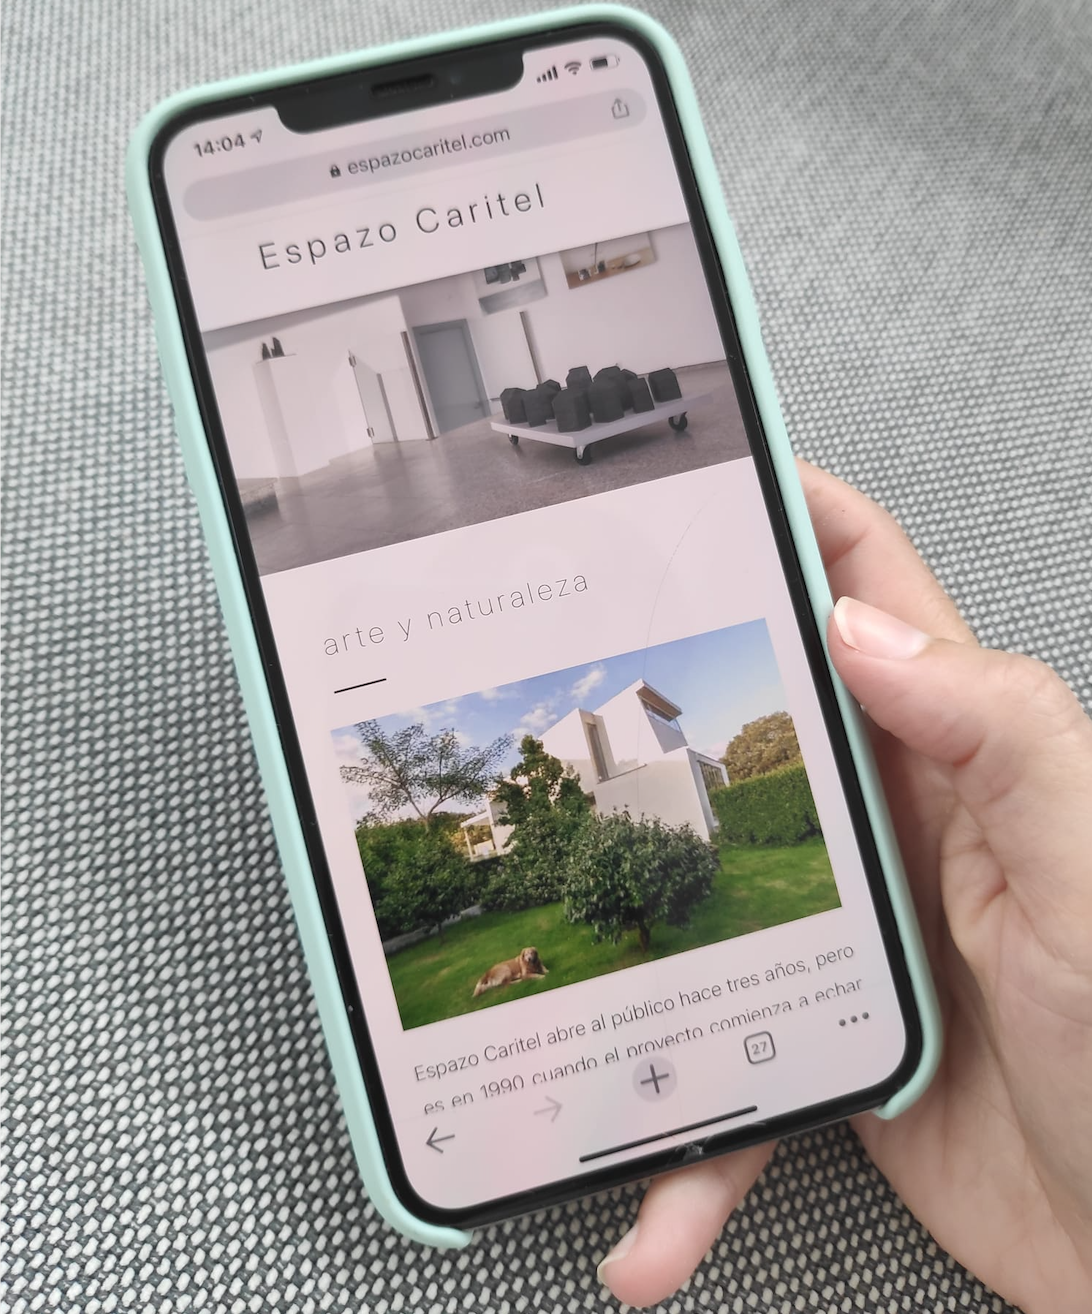 14:04
espazocaritel.com
Espazo Caritel
arte y naturaleza
Espazo Caritel abre al público hace tres años, pero
es en 1990 cuando el proyecto comienza a echar
27